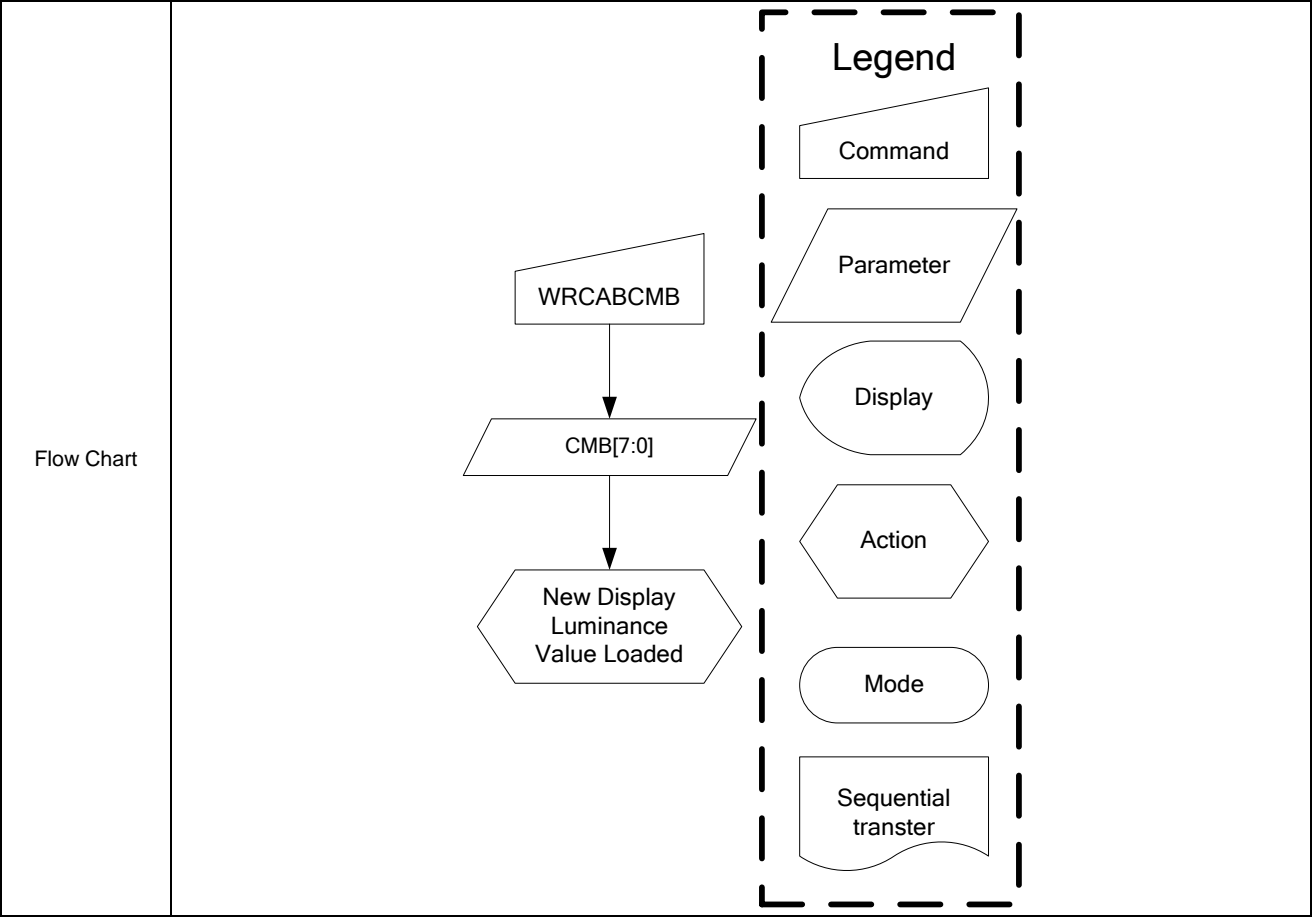 Flow Chart
WRCABCMB
CMB[7:0]
New Display
Luminance
Value Loaded
Legend
Command
Parameter
Display
Action
Mode
Sequential
transter